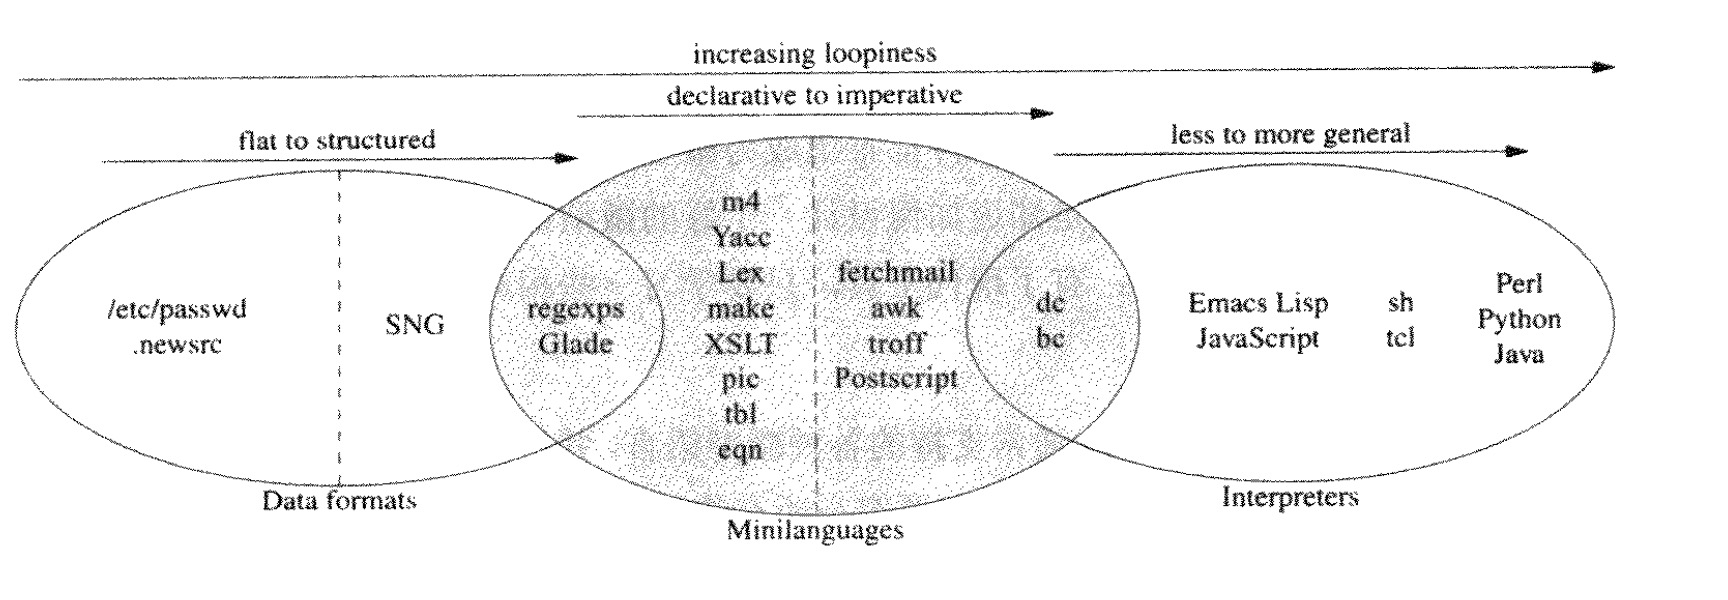 increasing loopiness
declarative to imperative
flat to structured
less to more general
/etc/passwd
.newsrc
SNG
regexps
Glade
m4
Yacc
Lex
make
XSLT
pic
tbl
eqn
fetchmail
awk
troff
Postscript
dc
bc
Emacs Lisp
JavaScript
sh
tcl
Perl
Python
Java
Data formats
Minilanguages
Interpreters